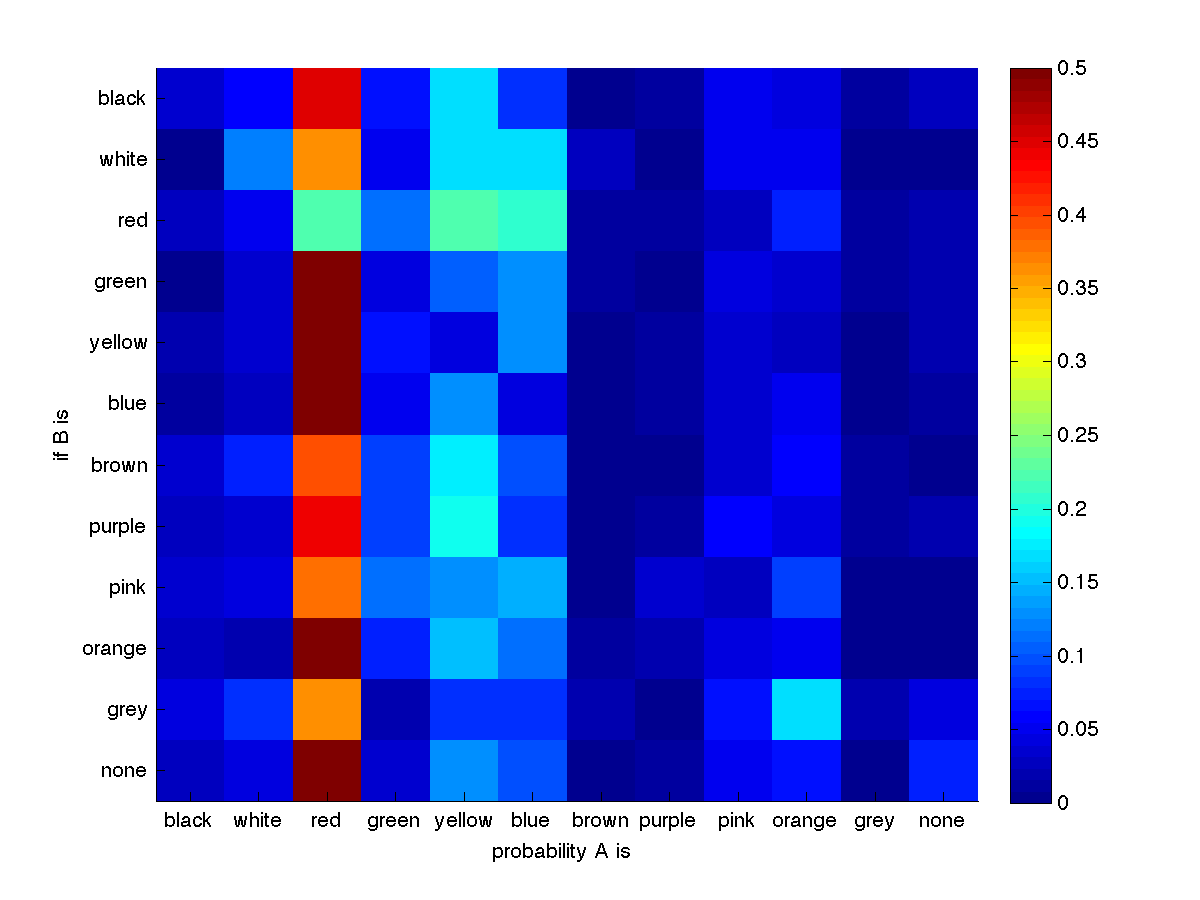 black
white
red
green
yellow
blue
brown
purple
pink
orange
grey
none
if B is
black white red green yellow blue brown purple pink orange grey none
probability A is
0.5
0.45
0.4
0.35
0.3
0.25
0.2
0.15
0.1
0.05
0